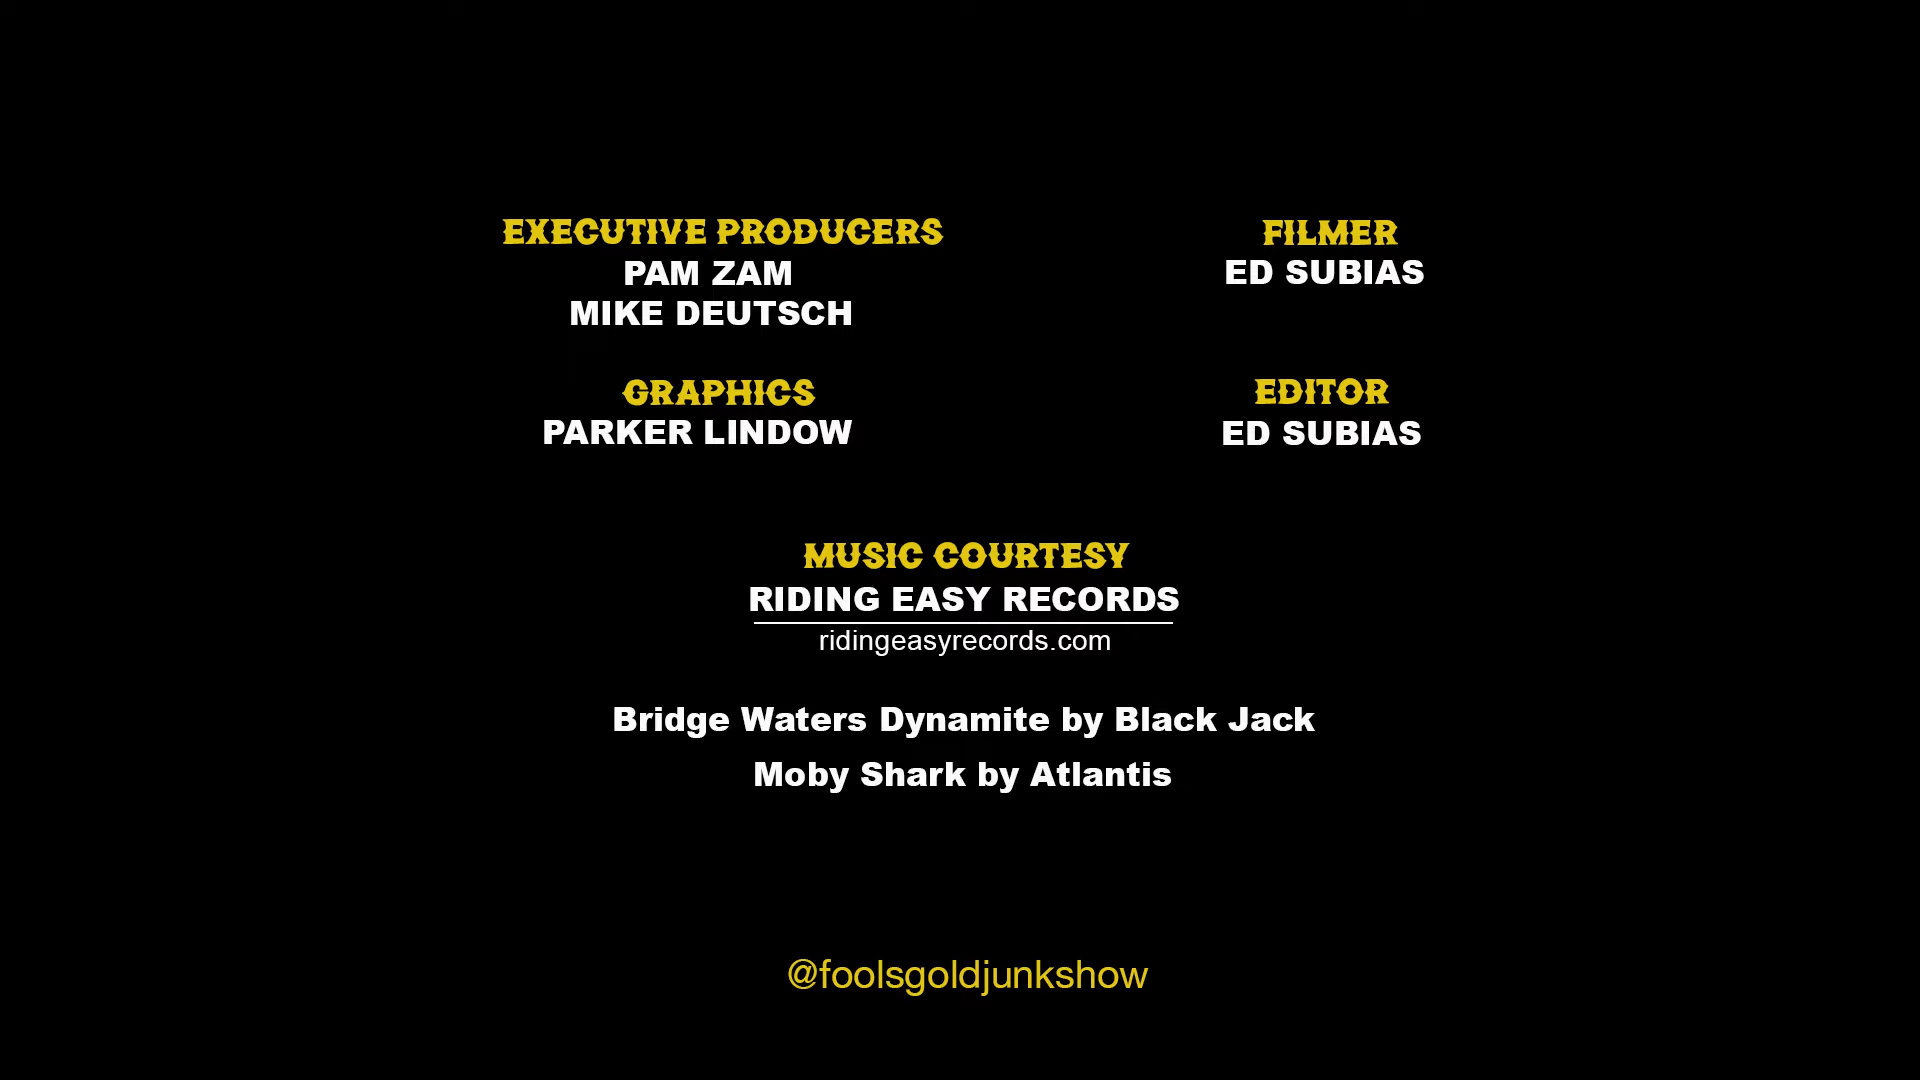 EXECUTIVE PRODUCERS
PAM ZAM
MIKE DEUTSCH
FILMER
ED SUBIAS
GRAPHICS
PARKER LINDOW
EDITOR
ED SUBIAS
MUSIC COURTESY
RIDING EASY RECORDS
ridingeasyrecords.com
Bridge Waters Dynamite by Black Jack
Moby Shark by Atlantis
@foolsgoldjunkshow